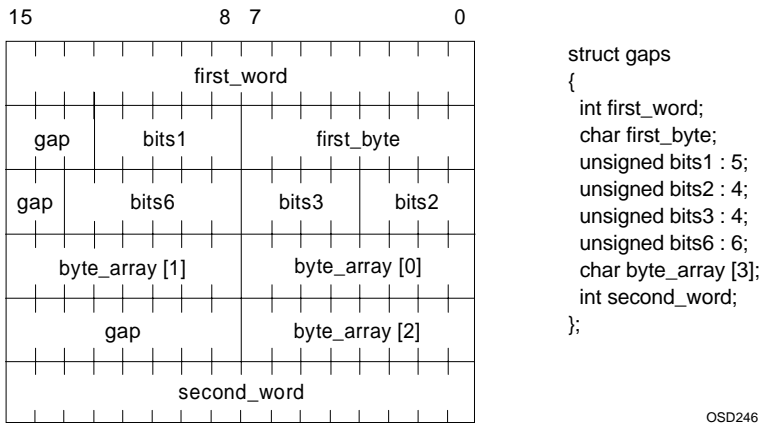 15 8 7 0
first_word
gap bits1 first_byte
gap bits6 bits3 bits2
byte_array [1] byte_array [0]
gap byte_array [2]
second_word
struct gaps
{
int first_word;
char first_byte;
unsigned bits1 : 5;
unsigned bits2 : 4;
unsigned bits3 : 4;
unsigned bits6 : 6;
char byte_array [3];
int second_word;
};
OSD246